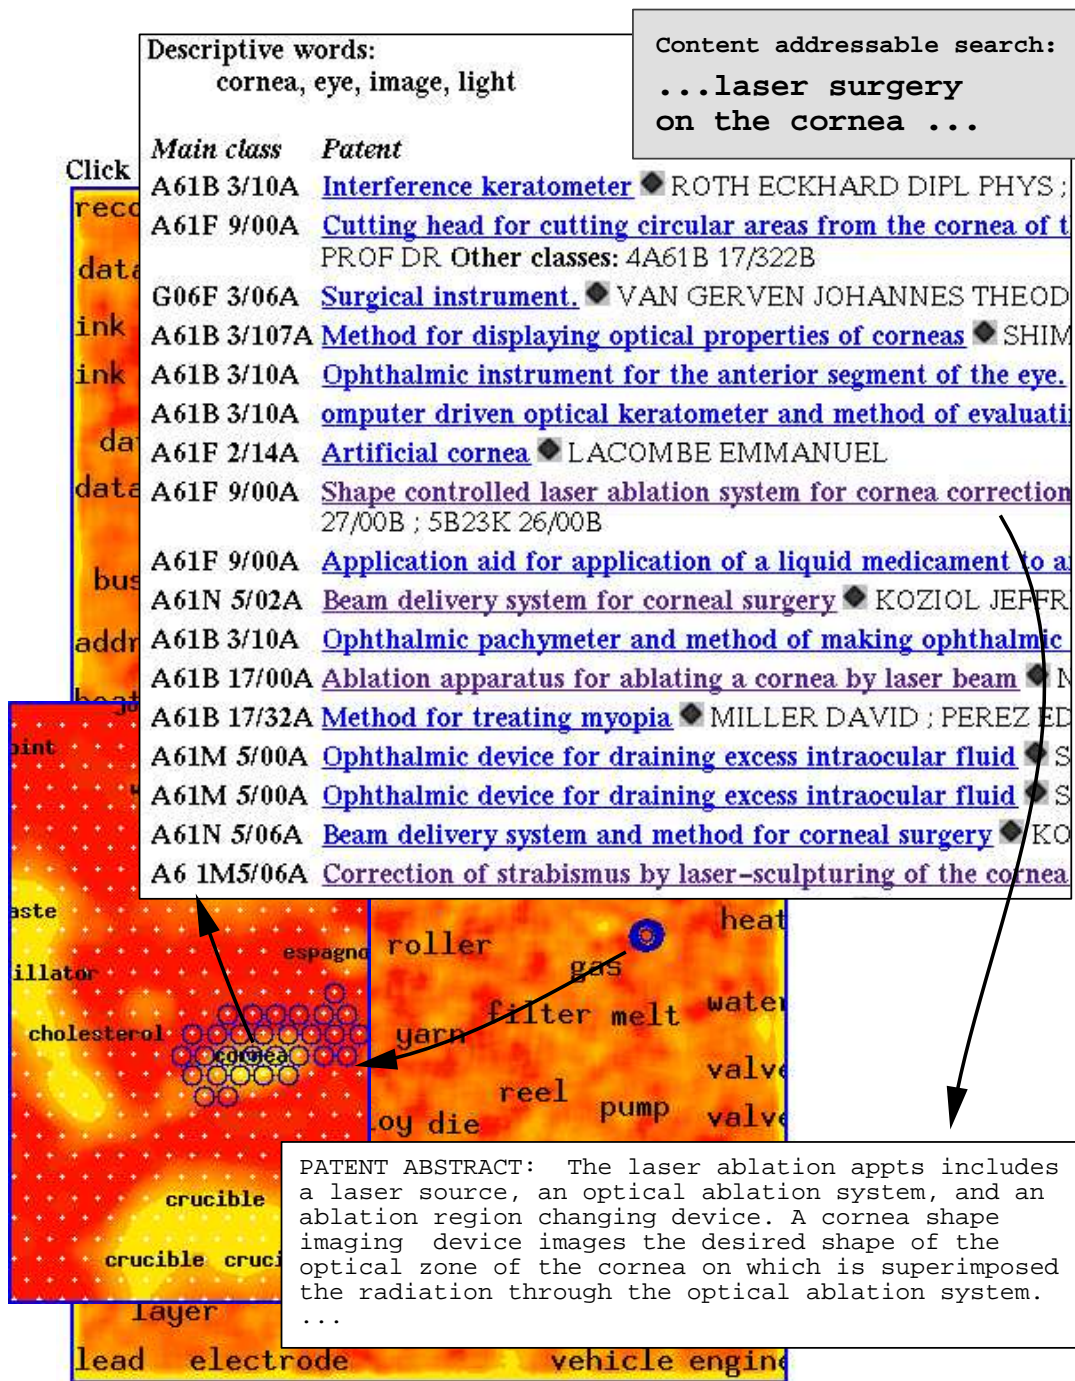 Content addressable search:
...laser surgery
on the cornea ...
Descriptive words:
cornea, eye, image, light
Main class Patent
Click
A61B 3/10A Interference keratometer ROTH ECKHARD DIPL PHYS ;
A61F 9/00A Cutting head for cutting circular areas from the cornea of
PROF DR Other classes: 4A61B 17/322B
G06F 3/06A Surgical instrument. VAN GERVEN JOHANNES THEOD
A61B 3/107A Method for displaying optical properties of corneas SHIM
A61B 3/10A Ophthalmic instrument for the anterior segment of the eye.
A61B 3/10A omputer driven optical keratometer and method of evaluati
A61F 2/14A Artificial cornea LACOMBE EMMANUEL
A61F 9/00A Shape controlled laser ablation system for cornea correction
27/00B ; 5B23K 26/00B
A61F 9/00A Application aid for application of a liquid medicament to a
A61N 5/02A Beam delivery system for corneal surgery KOZIOL JEFFR
A61B 3/10A Ophthalmic pachymeter and method of making ophthalmic
A61B 17/00A Ablation apparatus for ablating a cornea by laser beam
A61B 17/32A Method for treating myopia MILLER DAVID ; PEREZ ED
A61M 5/00A Ophthalmic device for draining excess intraocular fluid S
A61M 5/00A Ophthalmic device for draining excess intraocular fluid S
A61N 5/06A Beam delivery system and method for corneal surgery KO
A6 1M5/06A Correction of strabismus by laser-sculpturing of the cornea
reco
data
ink
ink
dat
data
bus
addr
oint
aste
illator
cholesterol
espagno
cornea
crucible
crucible cruci
roller
gas
heat
filter melt
water
yarn
valve
reel
pump
valve
oy die
PATENT ABSTRACT: The laser ablation appts includes
a laser source, an optical ablation system, and an
ablation region changing device. A cornea shape
imaging device images the desired shape of the
optical zone of the cornea on which is superimposed
the radiation through the optical ablation system.
...
layer
lead electrode
vehicle engine